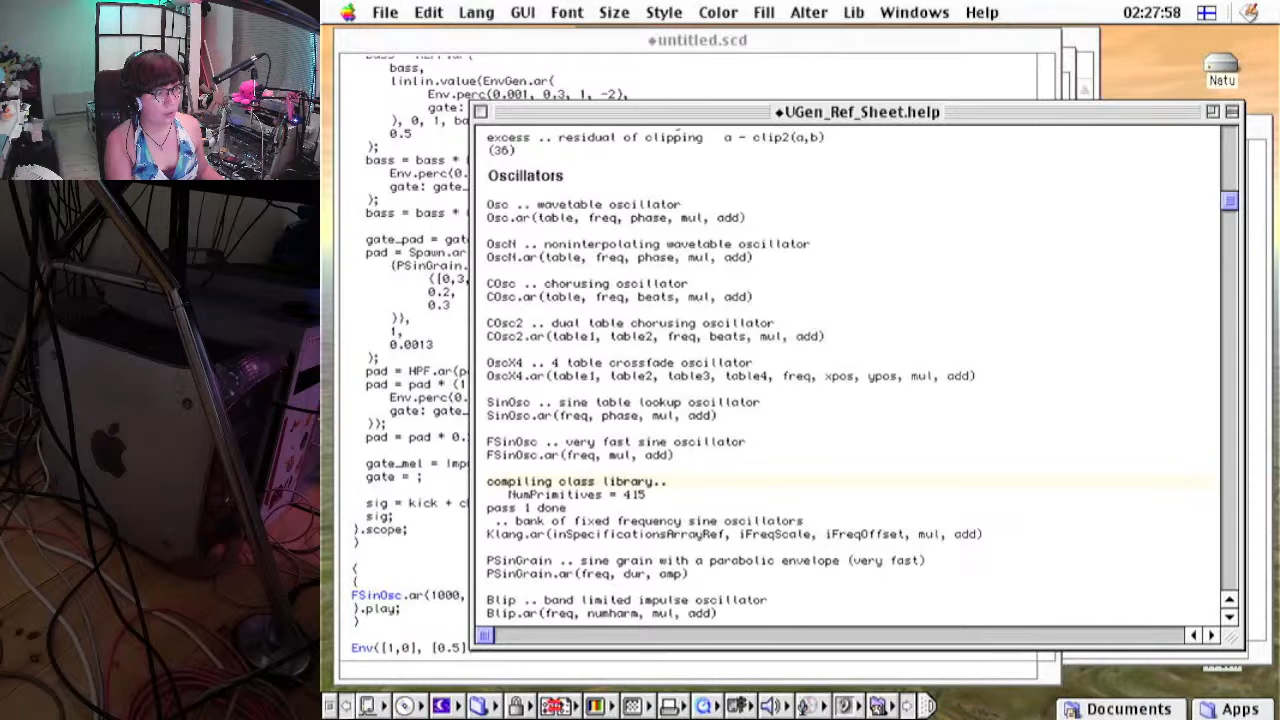 File Edit Lang GUI Font Size Style Color Fill Alter Lib Windows Help 02:27:58
◆untitled.scd
bass,
linlin.value(EnvGen.ar(
Env.perc(0.001, 0.3, 1, -2),
gate:
), 0, 1, ba
0.5
);
bass = bass *
Env.perc(0.
gate: gate_
);
bass = bass *
gate_pad = gate
pad = Spawn.ar
(PSinGrain.
([0,3,
0.2,
0.3
)},
1,
0.0013
);
pad = HPF.ar(p
pad = pad * (1
Env.perc(0.
gate: gate_
));
pad = pad * 0.
gate_mel = Imp
gate = ;
sig = kick + c
sig;
}.scope;
)
(
{
FSinOsc.ar(1000,
}.play;
)
Env([1,0], [0.5]
◆UGen_Ref_Sheet.help
excess .. residual of clipping a - clip2(a,b)
(36)
Oscillators
Osc .. wavetable oscillator
Osc.ar(table, freq, phase, mul, add)
OscN .. noninterpolating wavetable oscillator
OscN.ar(table, freq, phase, mul, add)
COsc .. chorusing oscillator
COsc.ar(table, freq, beats, mul, add)
COsc2 .. dual table chorusing oscillator
COsc2.ar(table1, table2, freq, beats, mul, add)
OscX4 .. 4 table crossfade oscillator
OscX4.ar(table1, table2, table3, table4, freq, xpos, ypos, mul, add)
SinOsc .. sine table lookup oscillator
SinOsc.ar(freq, phase, mul, add)
FSinOsc .. very fast sine oscillator
FSinOsc.ar(freq, mul, add)
compiling class library..
NumPrimitives = 415
pass 1 done
.. bank of fixed frequency sine oscillators
Klang.ar(inSpecificationsArrayRef, iFreqScale, iFreqOffset, mul, add)
PSinGrain .. sine grain with a parabolic envelope (very fast)
PSinGrain.ar(freq, dur, amp)
Blip .. band limited impulse oscillator
Blip.ar(freq, numharm, mul, add)
Natu
Documents
Apps